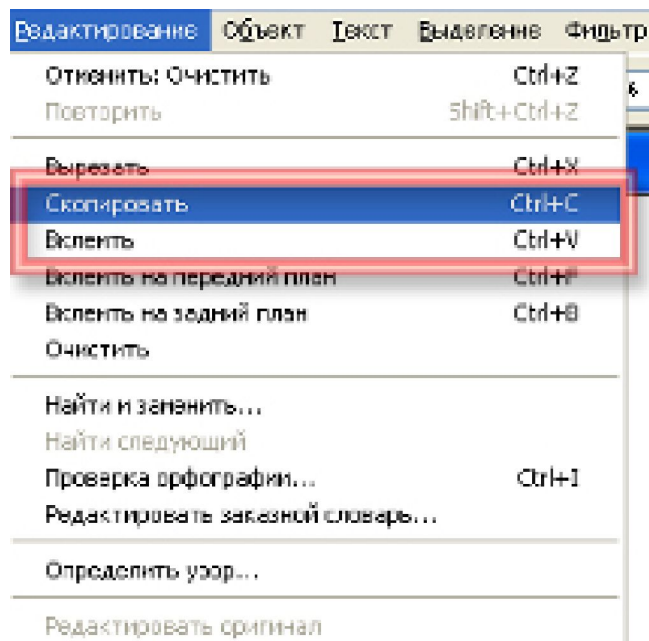 Редактирование Объект Текст Выделение Фильтр
Отменить: Очистить Ctrl+Z
6
Повторить Shift+Ctrl+Z
Вырезать Ctrl+X
Скопировать Ctrl+C
Вклеить Ctrl+V
Вклеить на передний план Ctrl+F
Вклеить на задний план Ctrl+B
Очистить
Найти и заменить...
Найти следующий
Проверка орфографии... Ctrl+I
Редактировать заказной словарь...
Определить узор...
Редактировать оригинал